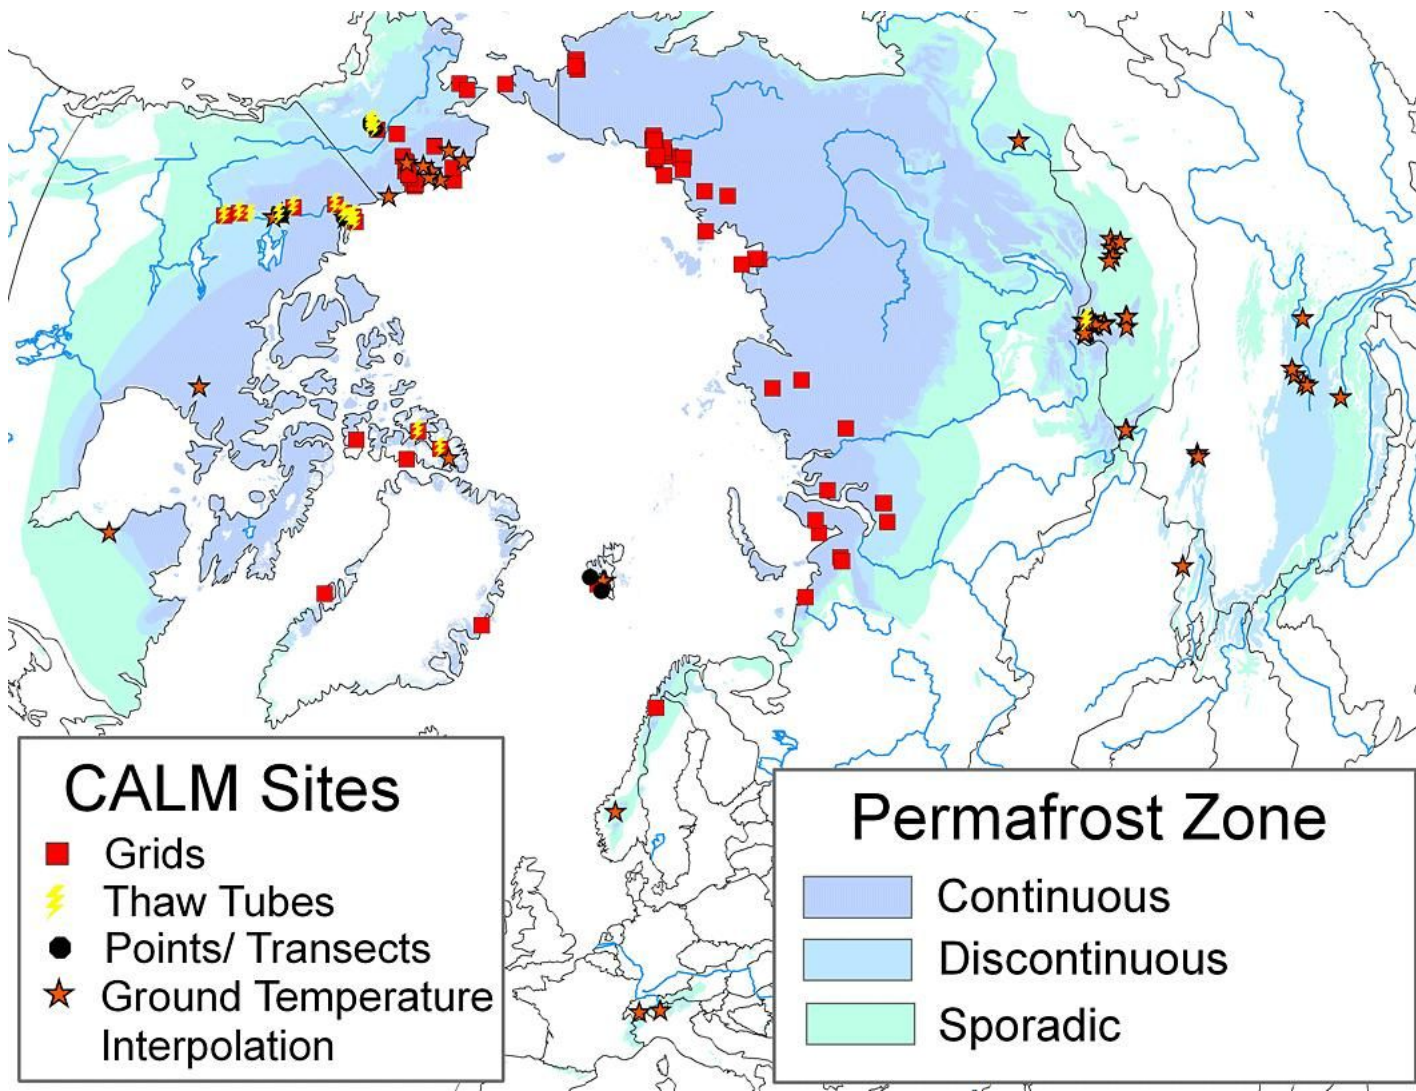 CALM Sites
Grids
Thaw Tubes
Points/ Transects
Ground Temperature
Interpolation
Permafrost Zone
Continuous
Discontinuous
Sporadic